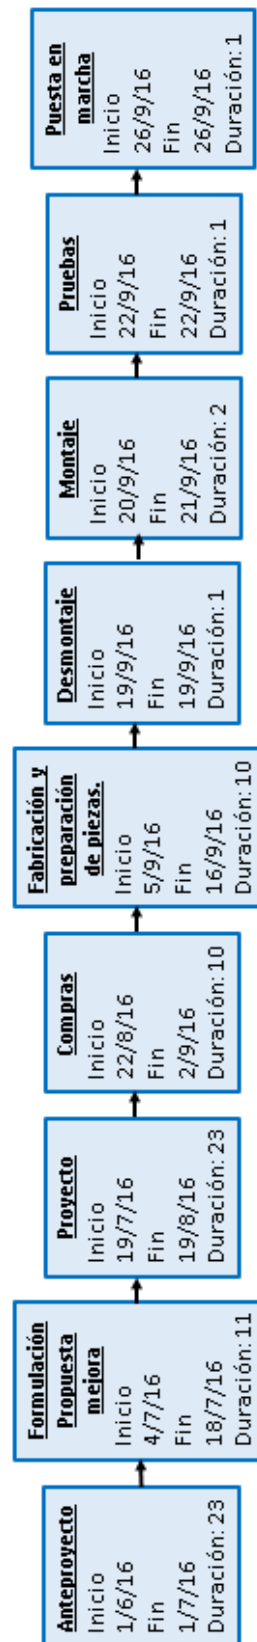 Anteproyecto
Inicio
1/6/16
Fin
1/7/16
Duración: 23
Formulación
Propuesta
mejora
Inicio
4/7/16
Fin
18/7/16
Duración: 11
Proyecto
Inicio
19/7/16
Fin
19/8/16
Duración: 23
Compras
Inicio
22/8/16
Fin
2/9/16
Duración: 10
Fabricación y
preparación
de piezas.
Inicio
5/9/16
Fin
16/9/16
Duración: 10
Desmontaje
Inicio
19/9/16
Fin
19/9/16
Duración: 1
Montaje
Inicio
20/9/16
Fin
21/9/16
Duración: 2
Pruebas
Inicio
22/9/16
Fin
22/9/16
Duración: 1
Puesta en
marcha
Inicio
26/9/16
Fin
26/9/16
Duración: 1